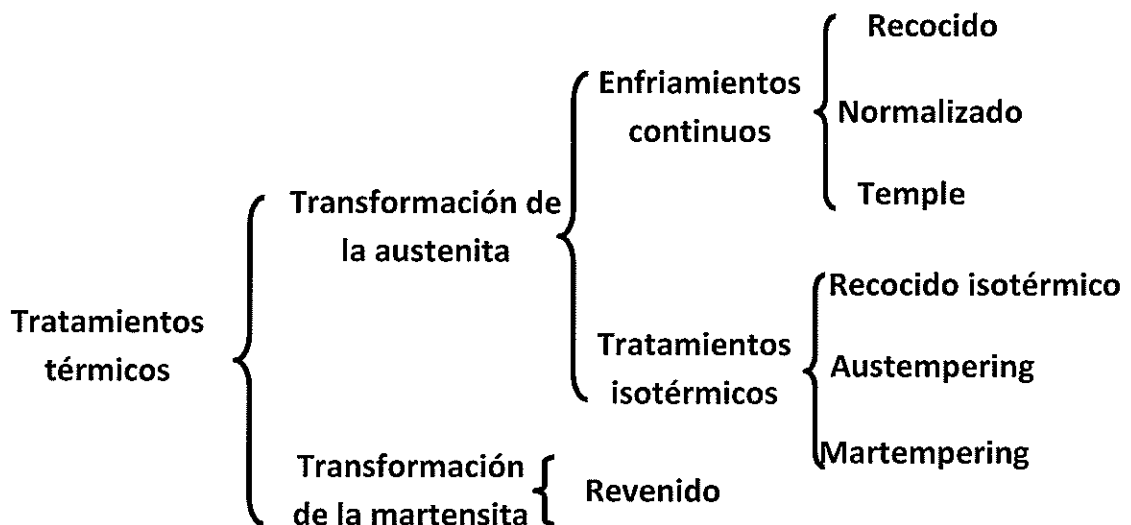 Tratamientos
térmicos
Transformación de
la austenita
Enfriamientos
continuos
Recocido
Normalizado
Temple
Tratamientos
isotérmicos
Recocido isotérmico
Austempering
Martempering
Transformación
de la martensita
Revenido